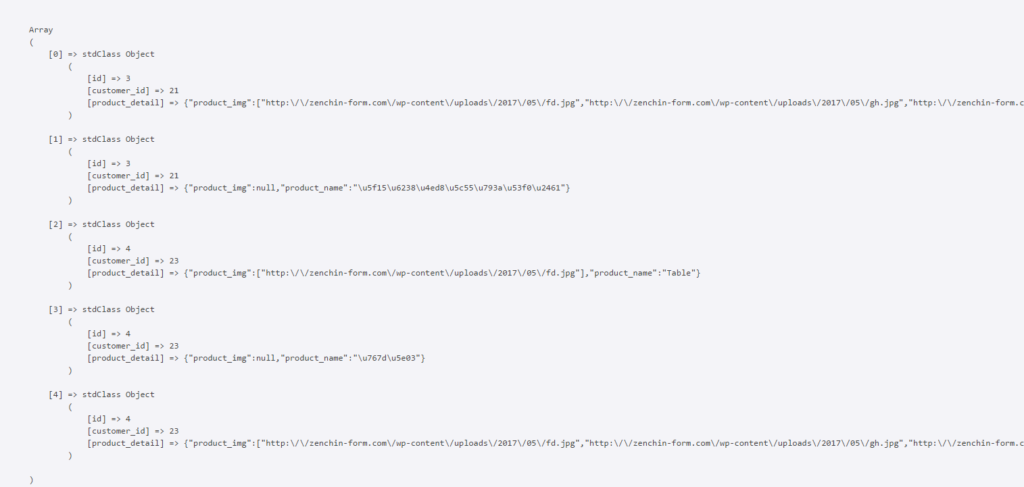 Array
(
[0] => stdClass Object
(
[id] => 3
[customer_id] => 21
[product_detail] => {"product_img":["http:\/\/zenchin-form.com\/wp-content\/uploads\/2017\/05\/fd.jpg","http:\/\/zenchin-form.com\/wp-content\/uploads\/2017\/05\/gh.jpg","http:\/\/zenchin-form.c
)
[1] => stdClass Object
(
[id] => 3
[customer_id] => 21
[product_detail] => {"product_img":null,"product_name":"\u5f15\u6238\u4ed8\u5c55\u793a\u53f0\u2461"}
)
[2] => stdClass Object
(
[id] => 4
[customer_id] => 23
[product_detail] => {"product_img":["http:\/\/zenchin-form.com\/wp-content\/uploads\/2017\/05\/fd.jpg"],"product_name":"Table"}
)
[3] => stdClass Object
(
[id] => 4
[customer_id] => 23
[product_detail] => {"product_img":null,"product_name":"\u767d\u5e03"}
)
[4] => stdClass Object
(
[id] => 4
[customer_id] => 23
[product_detail] => {"product_img":["http:\/\/zenchin-form.com\/wp-content\/uploads\/2017\/05\/fd.jpg","http:\/\/zenchin-form.com\/wp-content\/uploads\/2017\/05\/gh.jpg","http:\/\/zenchin-form.c
)
)